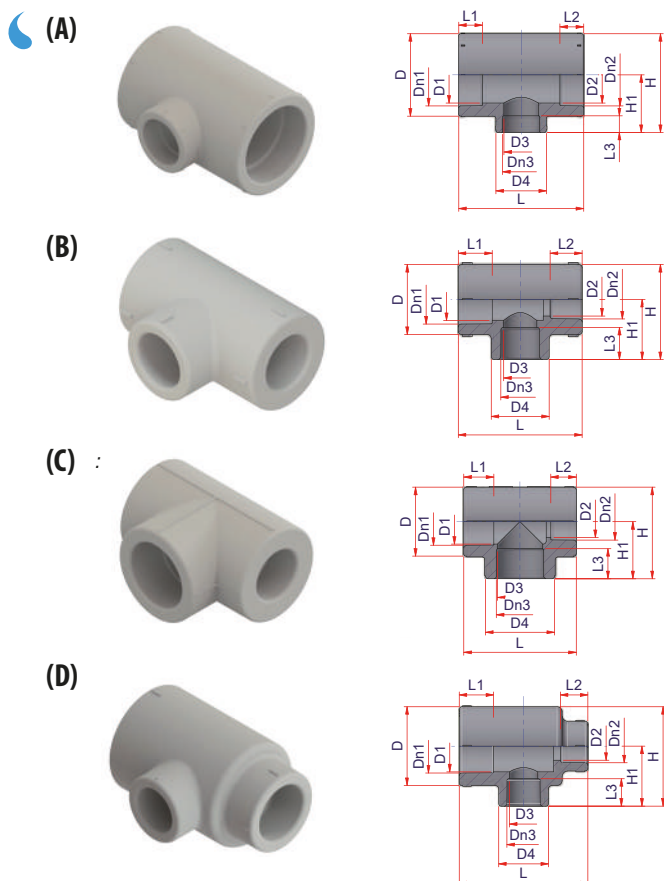 (A)
L1 L2
D Dn1 D1 D2 Dn2 H1 H
L3
D3
Dn3
D4
L
(B)
L1 L2
D Dn1 D1 D2 Dn2 H1 H
L3
D3
Dn3
D4
L
(C) :
L1 L2
D Dn1 D1 D2 Dn2 H1 H
L3
D3
Dn3
D4
L
(D)
L1 L2
D Dn1 D1 D2 Dn2 H1 H
L3
D3
Dn3
D4
L